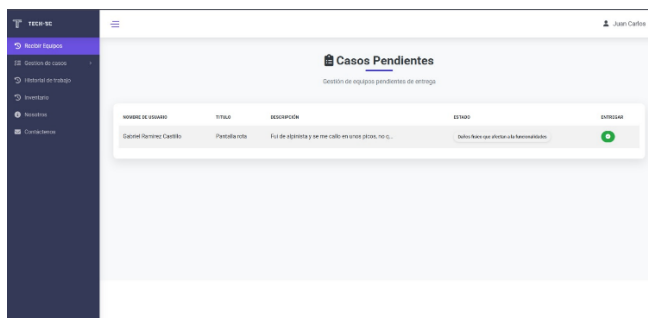 TECH-SC
Juan Carlos
Recibir Equipos
Gestion de casos
Historial de trabajo
Inventario
Nosotros
Contáctenos
Casos Pendientes
Gestión de equipos pendientes de entrega
NOMBRE DE USUARIO TITULO DESCRIPCIÓN ESTADO ENTREGAR
Gabriel Ramirez Castillo Pantalla rota Fui de alpinista y se me callo en unos picos, no q... Daños fisicos que afectan a la funcionalidades